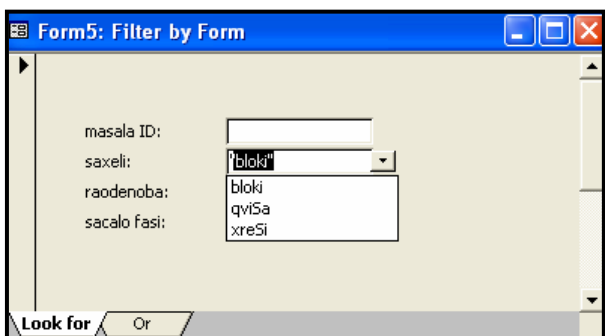 Form5: Filter by Form
masala ID:
saxeli: "bloki"
bloki
raodenoba:
qviSa
xreSi
sacalo fasi:
Look for Or